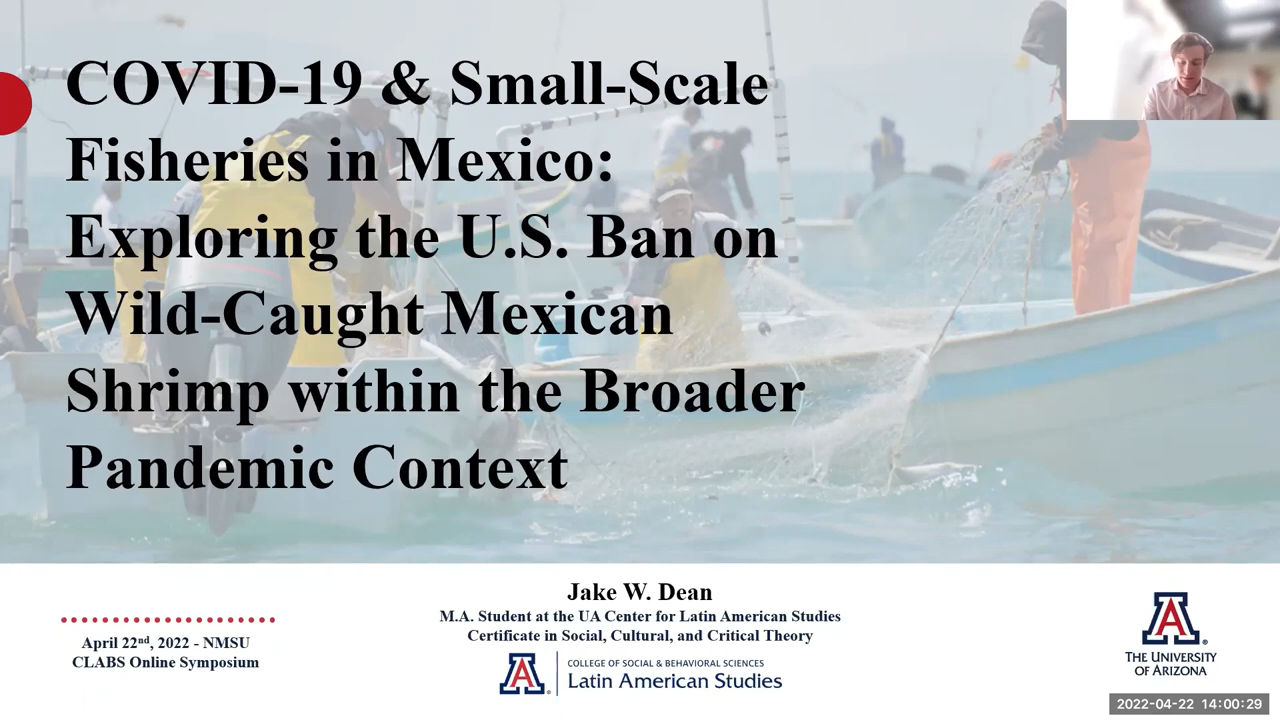 COVID-19 & Small-Scale
Fisheries in Mexico:
Exploring the U.S. Ban on
Wild-Caught Mexican
Shrimp within the Broader
Pandemic Context
Jake W. Dean
M.A. Student at the UA Center for Latin American Studies
Certificate in Social, Cultural, and Critical Theory
April 22nd, 2022 - NMSU
CLABS Online Symposium
A
COLLEGE OF SOCIAL & BEHAVIORAL SCIENCES
Latin American Studies
A
THE UNIVERSITY
OF ARIZONA
2022-04-22 14:00:29